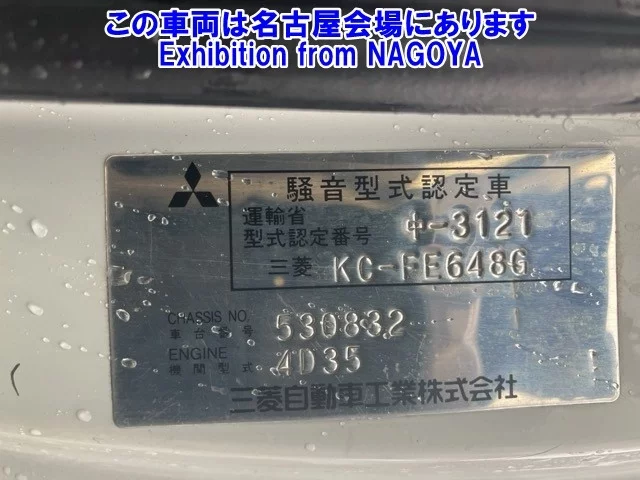 この車両は名古屋会場にあります
Exhibition from NAGOYA
騒音型式認定車
運輸省
型式認定番号 中-3121
三菱 KC-FE648G
CHASSIS NO.
車台番号 530832
ENGINE
機関型式 4D35
三菱自動車工業株式会社